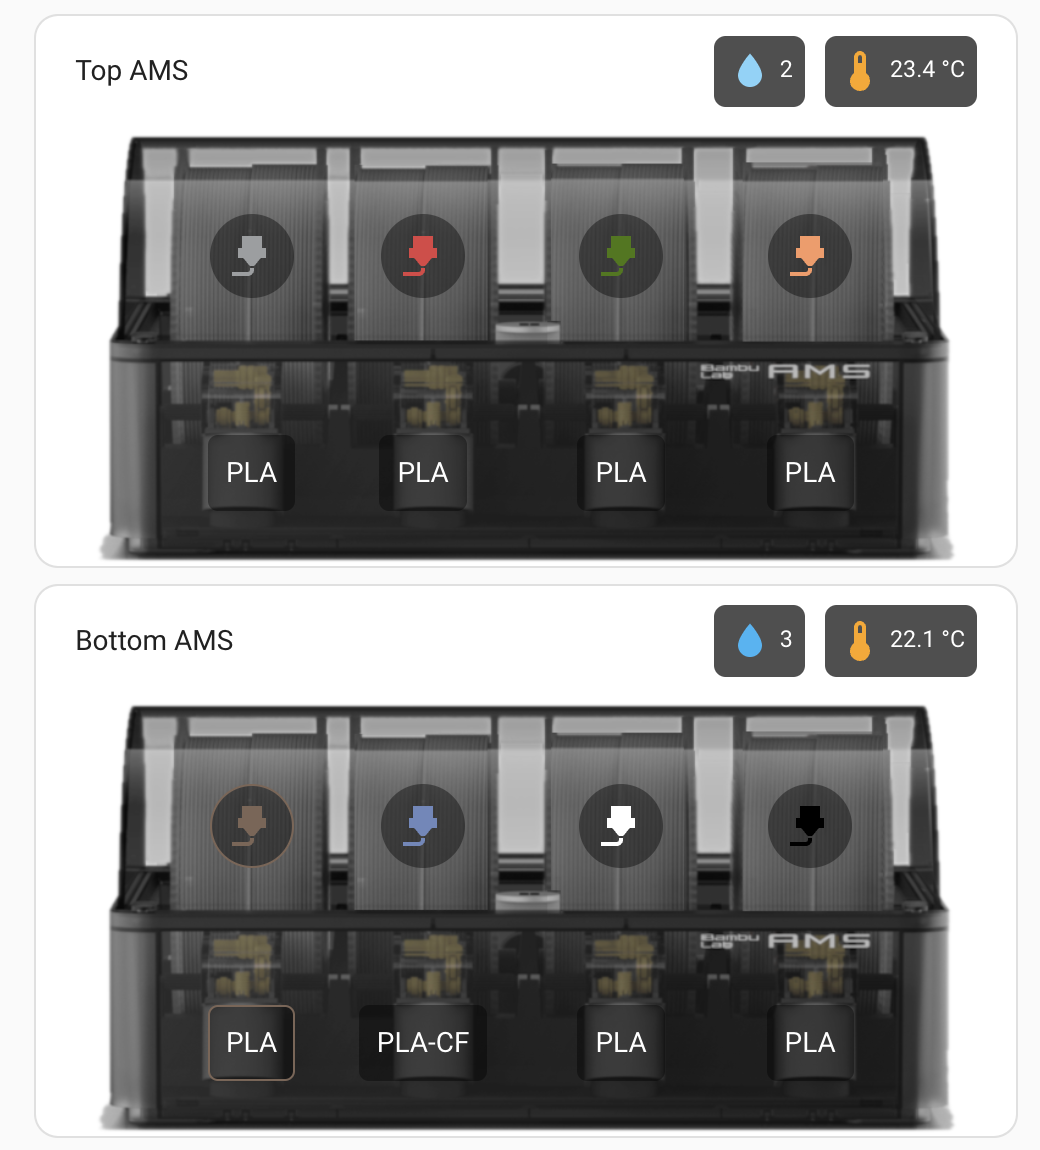 Top AMS
2
23.4 °C
Bambu
Lab
AMS
PLA
PLA
PLA
PLA
Bottom AMS
3
22.1 °C
Bambu
Lab
AMS
PLA
PLA-CF
PLA
PLA